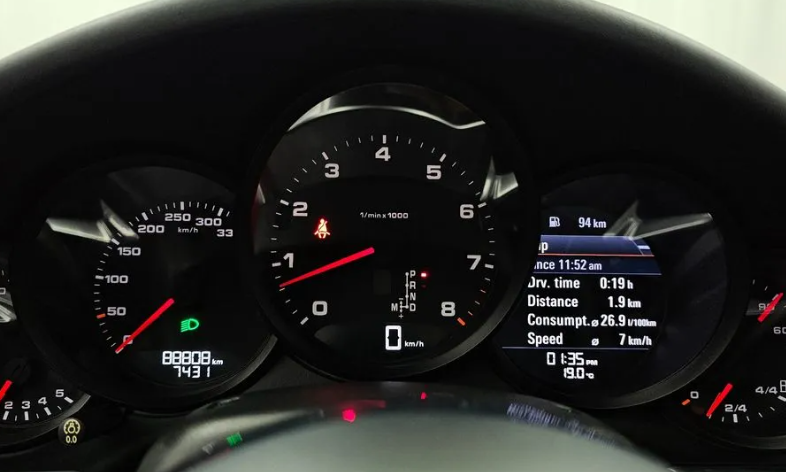 4
3 5
1/min x 1000
2 6
1 7
0 8
P
R
N
M D
+
-
0 km/h
200 250 300
km/h
33
150
100
50
0
88808 km
7431
2 3 4 5
0.0
94 km
nce 11:52 am
Drv. time 0:19 h
Distance 1.9 km
Consumpt. ø 26.9 l/100km
Speed ø 7 km/h
01:35 PM
19.0 °C
60
0 2/4 4/4